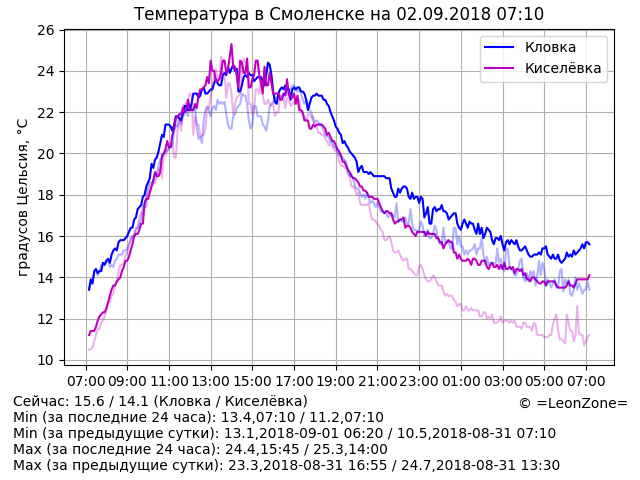 Температура в Смоленске на 02.09.2018 07:10
градусов Цельсия, °C
26
24
22
20
18
16
14
12
10
Кловка
Киселёвка
07:00 09:00 11:00 13:00 15:00 17:00 19:00 21:00 23:00 01:00 03:00 05:00 07:00
Сейчас: 15.6 / 14.1 (Кловка / Киселёвка)
© =LeonZone=
Min (за последние 24 часа): 13.4,07:10 / 11.2,07:10
Min (за предыдущие сутки): 13.1,2018-09-01 06:20 / 10.5,2018-08-31 07:10
Max (за последние 24 часа): 24.4,15:45 / 25.3,14:00
Max (за предыдущие сутки): 23.3,2018-08-31 16:55 / 24.7,2018-08-31 13:30